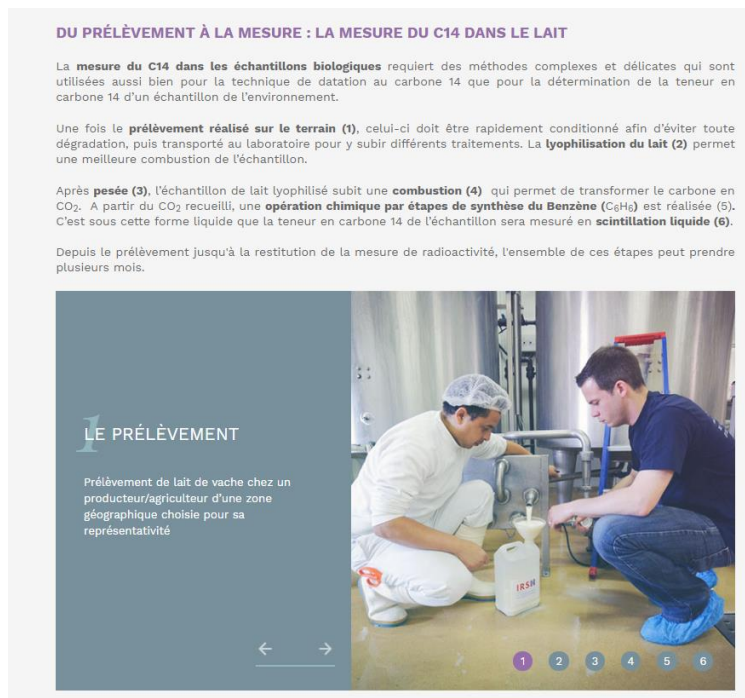 DU PRÉLÈVEMENT À LA MESURE : LA MESURE DU C14 DANS LE LAIT
La mesure du C14 dans les échantillons biologiques requiert des méthodes complexes et délicates qui sont
utilisées aussi bien pour la technique de datation au carbone 14 que pour la détermination de la teneur en
carbone 14 d'un échantillon de l'environnement.
Une fois le prélèvement réalisé sur le terrain (1), celui-ci doit être rapidement conditionné afin d'éviter toute
dégradation, puis transporté au laboratoire pour y subir différents traitements. La lyophilisation du lait (2) permet
une meilleure combustion de l'échantillon.
Après pesée (3), l'échantillon de lait lyophilisé subit une combustion (4) qui permet de transformer le carbone en
CO₂. A partir du CO₂ recueilli, une opération chimique par étapes de synthèse du Benzène (C₆H₆) est réalisée (5).
C'est sous cette forme liquide que la teneur en carbone 14 de l'échantillon sera mesuré en scintillation liquide (6).
Depuis le prélèvement jusqu'à la restitution de la mesure de radioactivité, l'ensemble de ces étapes peut prendre
plusieurs mois.
1
LE PRÉLÈVEMENT
Prélèvement de lait de vache chez un
producteur/agriculteur d'une zone
géographique choisie pour sa
représentativité
IRSN
1 2 3 4 5 6